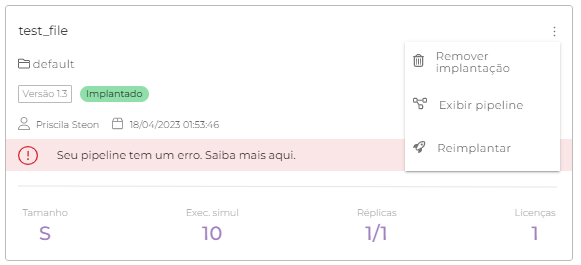 test_file
default
Versão 1.3
Implantado
Priscila Steon
18/04/2023 01:53:46
Seu pipeline tem um erro. Saiba mais aqui.
Remover
implantação
Exibir pipeline
Reimplantar
Tamanho
S
Exec. simul
10
Réplicas
1/1
Licenças
1